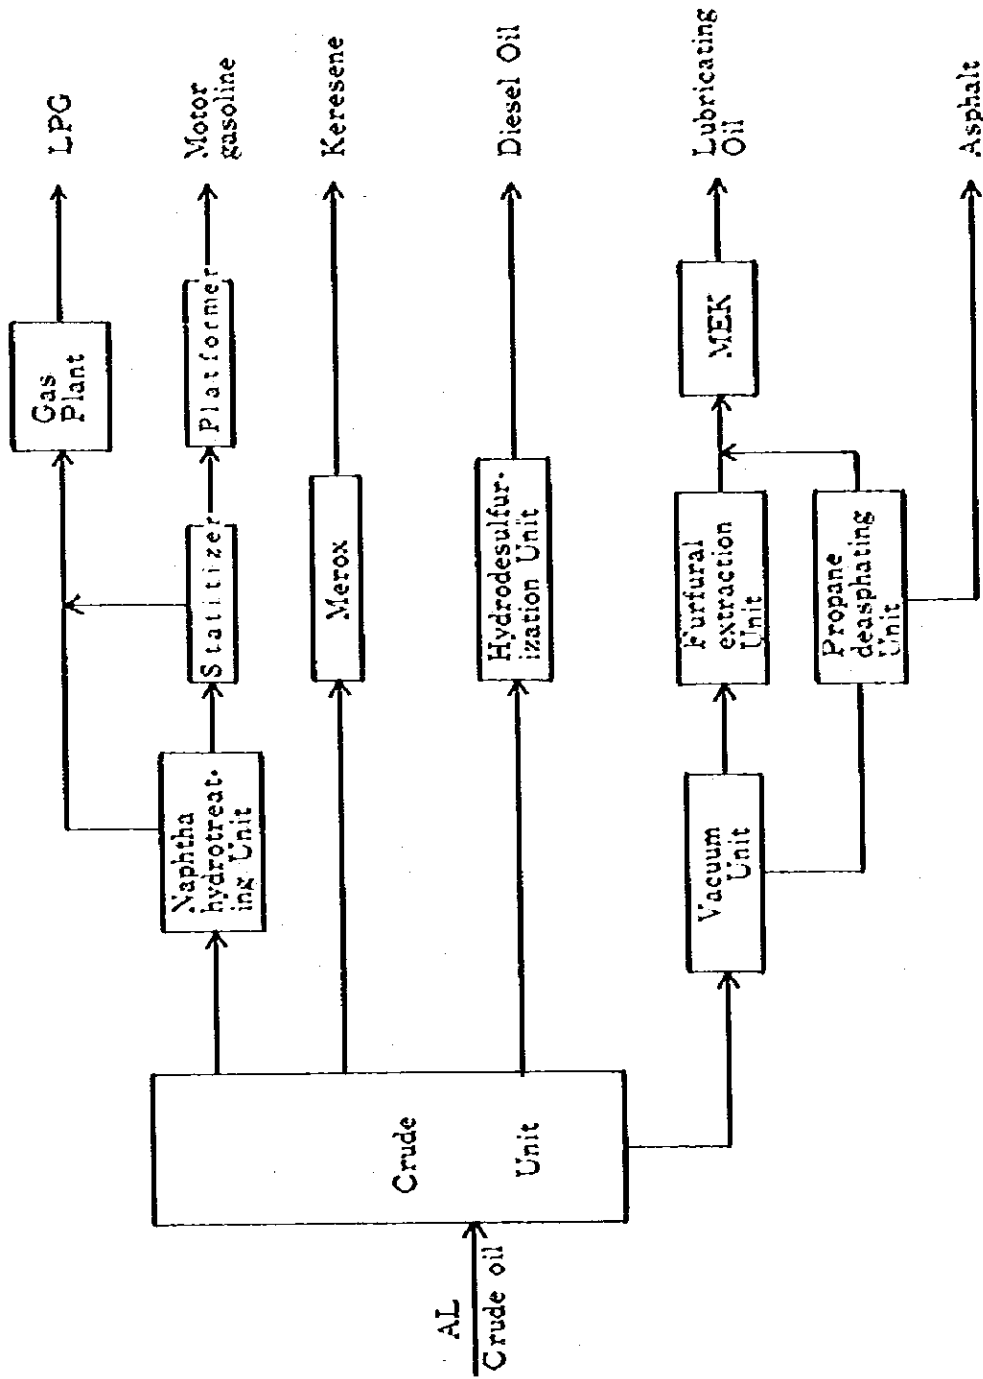 AL
Crude oil
Crude
Unit
Naphtha
hydrotreat-
ing Unit
Statitizer
Platformer
Gas
Plant
LPG
Motor
gasoline
Merox
Keresene
Hydrodesulfur-
ization Unit
Diesel Oil
Vacuum
Unit
Furfural
extraction
Unit
Propane
deasphating
Unit
MEK
Lubricating
Oil
Asphalt